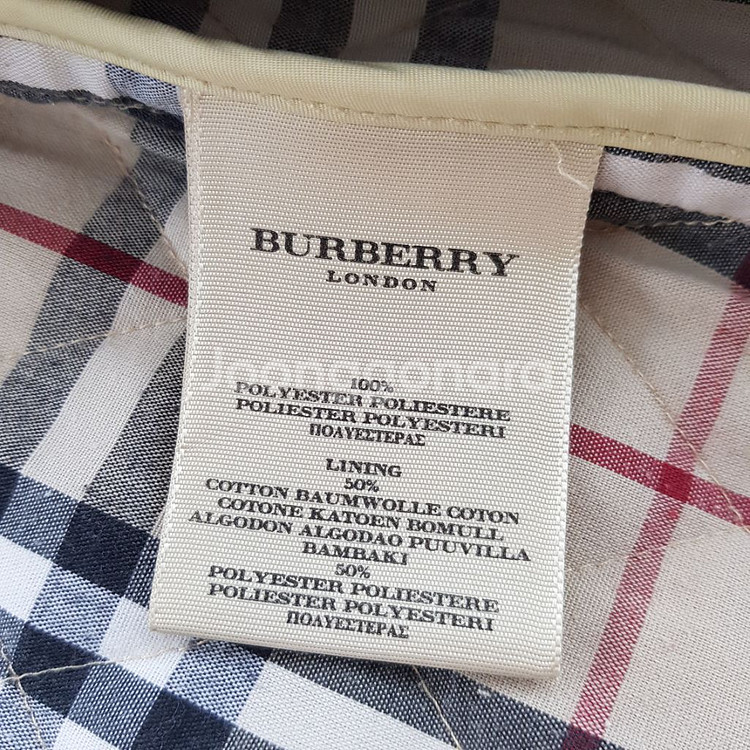 BURBERRY
LONDON
100%
POLYESTER POLIESTERE
POLIESTER POLYESTERI
ΠΟΛΥΕΣΤΕΡΑΣ
LINING
50%
COTTON BAUMWOLLE COTON
COTONE KATOEN BOMULL
ALGODON ALGODAO PUUVILLA
BAMBAKI
50%
POLYESTER POLIESTERE
POLIESTER POLYESTERI
ΠΟΛΥΕΣΤΕΡΑΣ